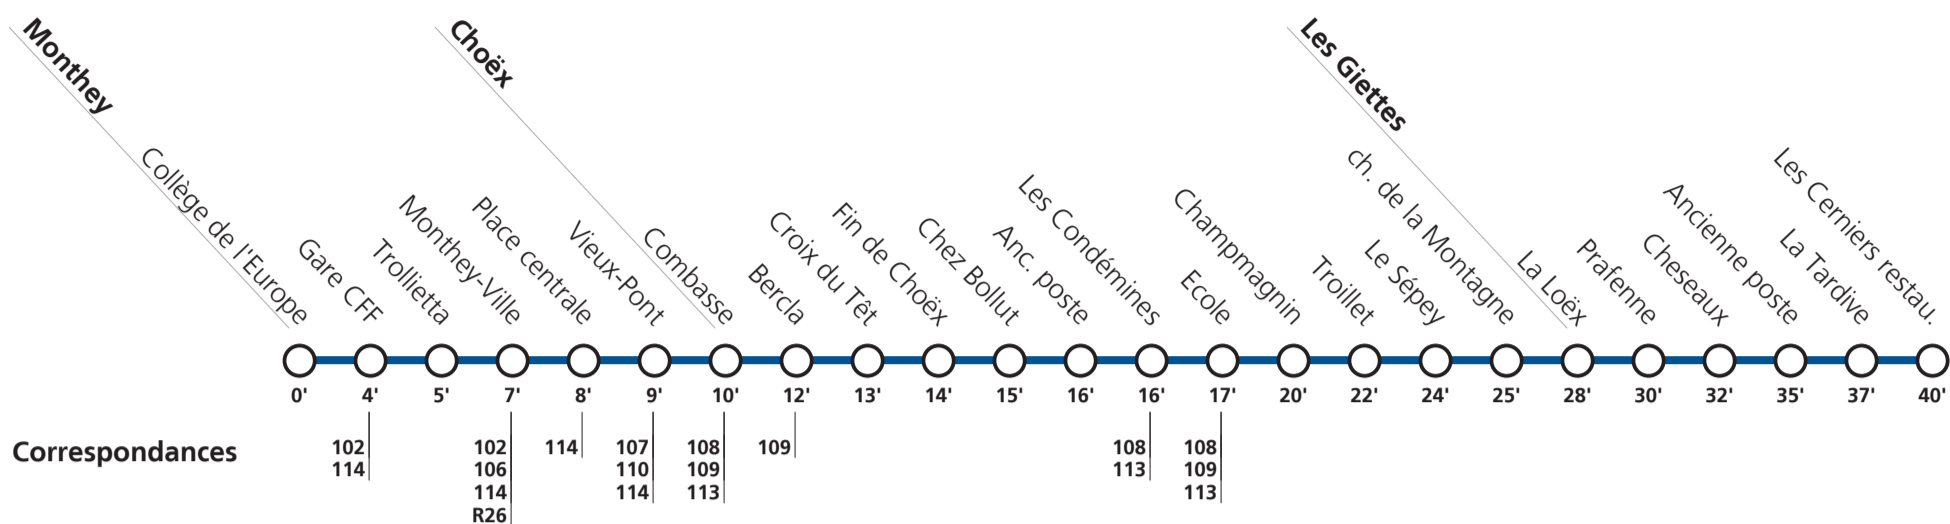 Monthey
Choëx
Les Giettes
Collège de l'Europe
Gare CFF
Trollietta
Monthey-Ville
Place centrale
Vieux-Pont
Combasse
Bercla
Croix du Têt
Fin de Choëx
Chez Bollut
Anc. poste
Les Condémines
Ecole
Champmagnin
Troillet
Le Sépey
ch. de la Montagne
La Loëx
Prafenne
Cheseaux
Ancienne poste
La Tardive
Les Cerniers restau.
0' 4' 5' 7' 8' 9' 10' 12' 13' 14' 15' 16' 16' 17' 20' 22' 24' 25' 28' 30' 32' 35' 37' 40'
Correspondances
102 102 114 107 108 109 108 108
114 106 110 109 113 109
114 114 113 113
R26